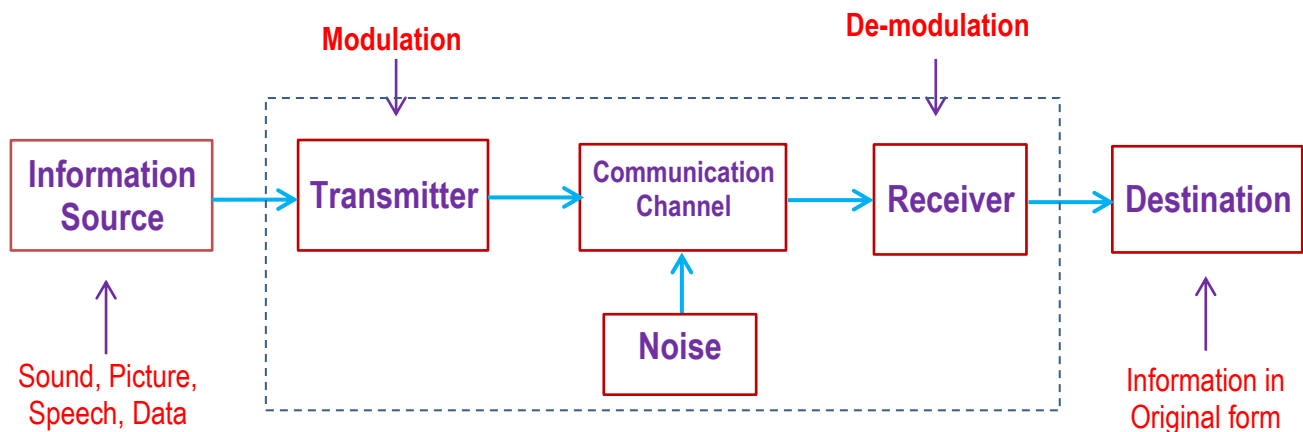 Modulation
De-modulation
Information
Source
Transmitter
Communication
Channel
Receiver
Destination
Noise
Sound, Picture,
Speech, Data
Information in
Original form